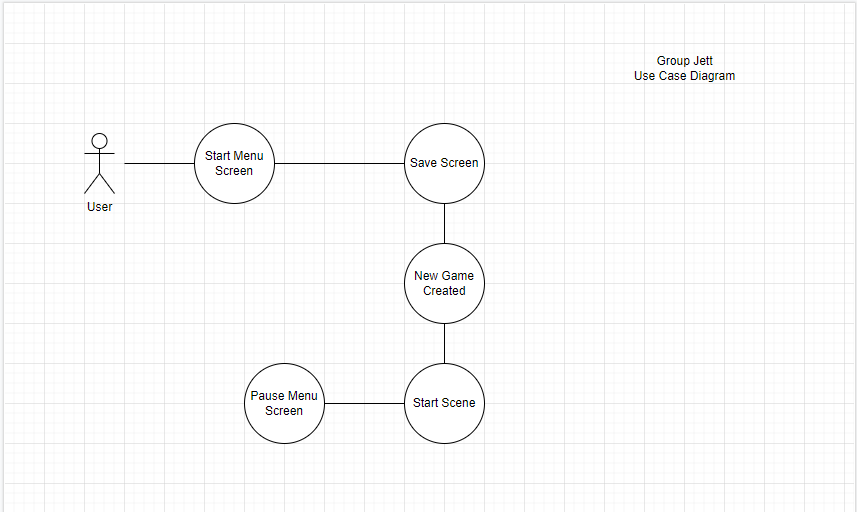 Group Jett
Use Case Diagram
Start Menu
Screen
Save Screen
User
New Game
Created
Pause Menu
Screen
Start Scene